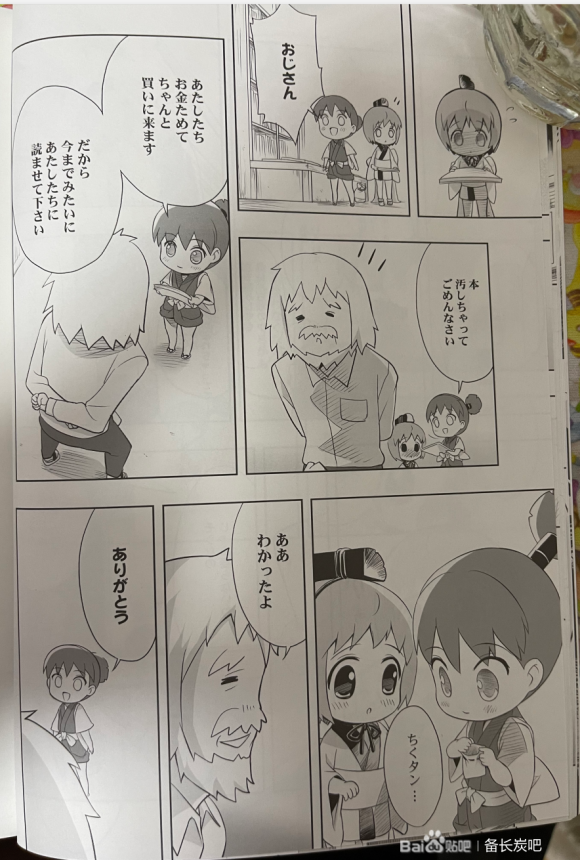 おじさん
本
汚しちゃって
ごめんなさい
あたしたち
お金ためて
ちゃんと
買いに来ます
だから
今までみたいに
あたしたちに
読ませて下さい
ちくタン…
ああ
わかったよ
ありがとう
Bai贴吧 | 备长炭吧